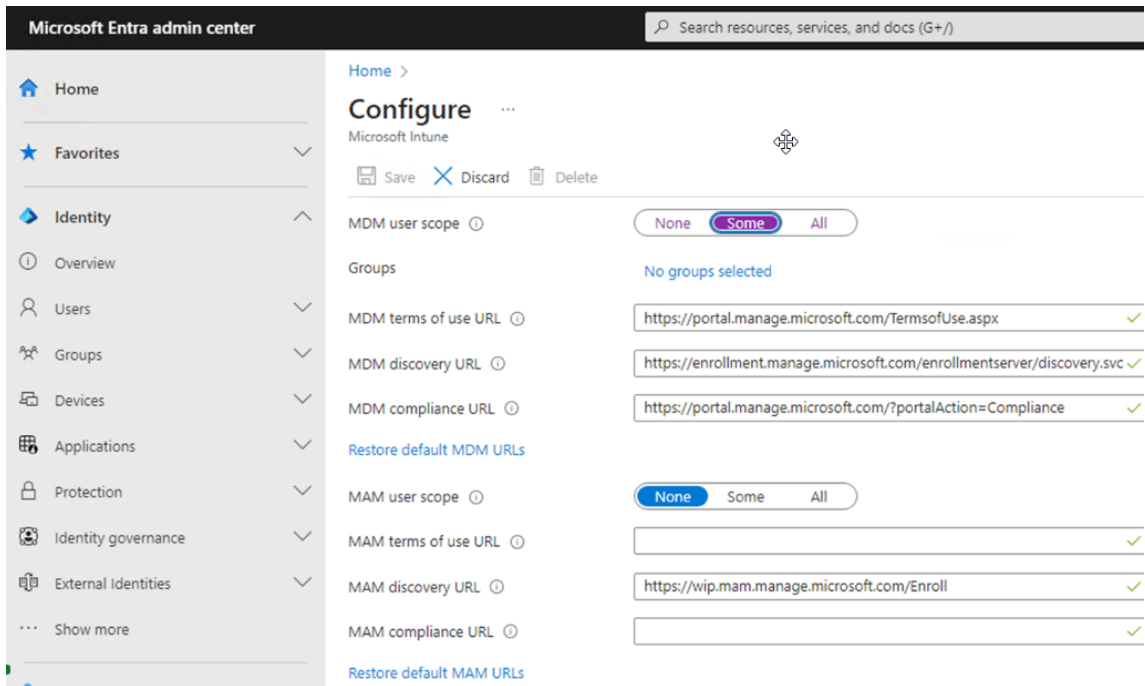 Microsoft Entra admin center
Search resources, services, and docs (G+/)
Home
Favorites
Identity
Overview
Users
Groups
Devices
Applications
Protection
Identity governance
External Identities
Show more
Home >
Configure ...
Microsoft Intune
Save Discard Delete
MDM user scope None Some All
Groups No groups selected
MDM terms of use URL https://portal.manage.microsoft.com/TermsofUse.aspx
MDM discovery URL https://enrollment.manage.microsoft.com/enrollmentserver/discovery.svc
MDM compliance URL https://portal.manage.microsoft.com/?portalAction=Compliance
Restore default MDM URLs
MAM user scope None Some All
MAM terms of use URL
MAM discovery URL https://wip.mam.manage.microsoft.com/Enroll
MAM compliance URL
Restore default MAM URLs